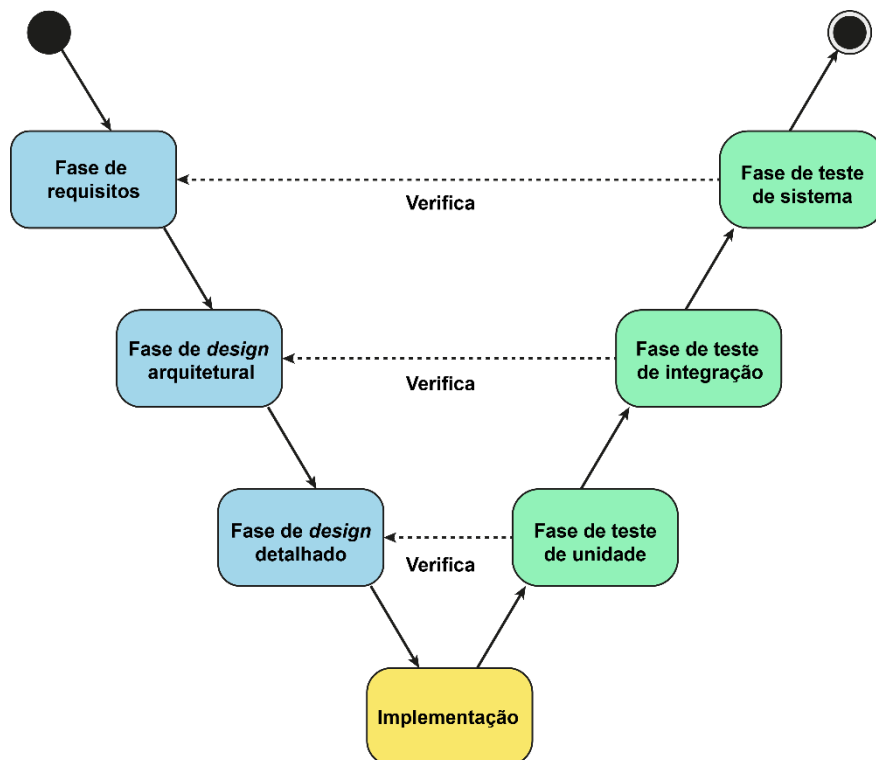 Fase de
requisitos
Fase de teste
de sistema
Verifica
Fase de design
arquitetural
Fase de teste
de integração
Verifica
Fase de design
detalhado
Fase de teste
de unidade
Verifica
Implementação